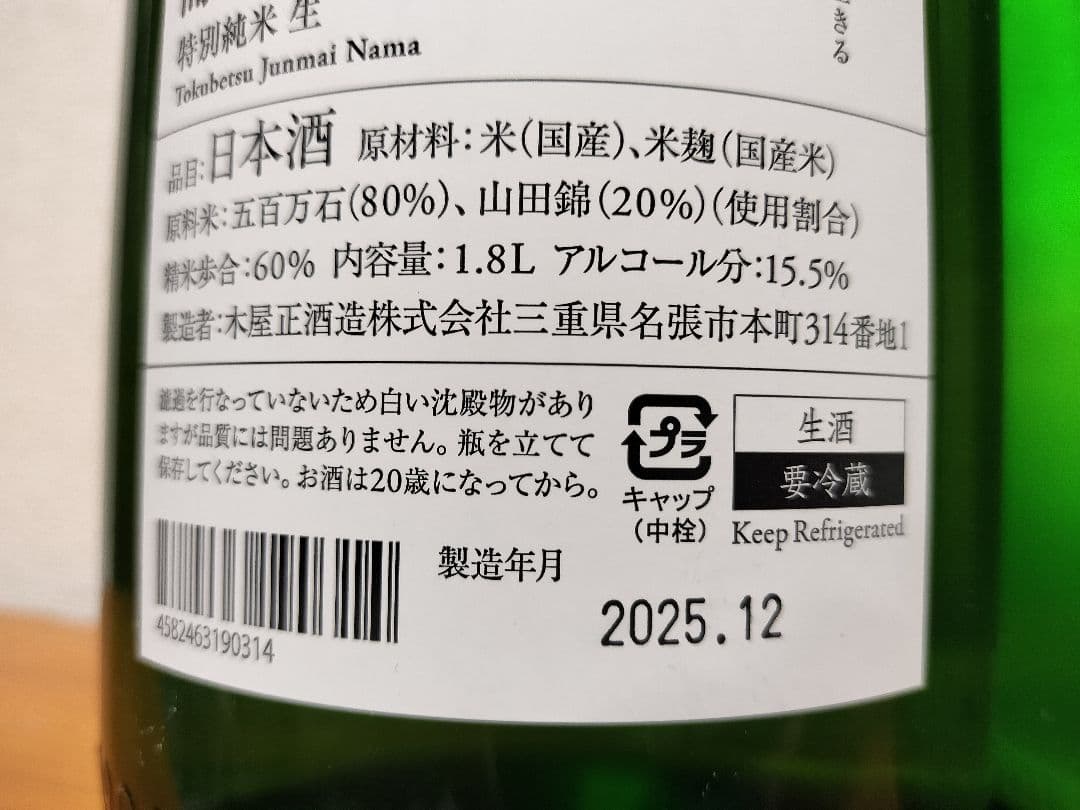 特別純米 生
Tokubetsu Junmai Nama
きる
品目:日本酒 原材料:米(国産)、米麹(国産米)
原料米:五百万石(80%)、山田錦(20%)(使用割合)
精米歩合:60% 内容量:1.8L アルコール分:15.5%
製造者:木屋正酒造株式会社三重県名張市本町314番地1
濾過を行なっていないため白い沈殿物があり
ますが品質には問題ありません。瓶を立てて
保存してください。お酒は20歳になってから。
プラ
キャップ
(中栓)
生酒
要冷蔵
Keep Refrigerated
製造年月
2025.12
4582463190314